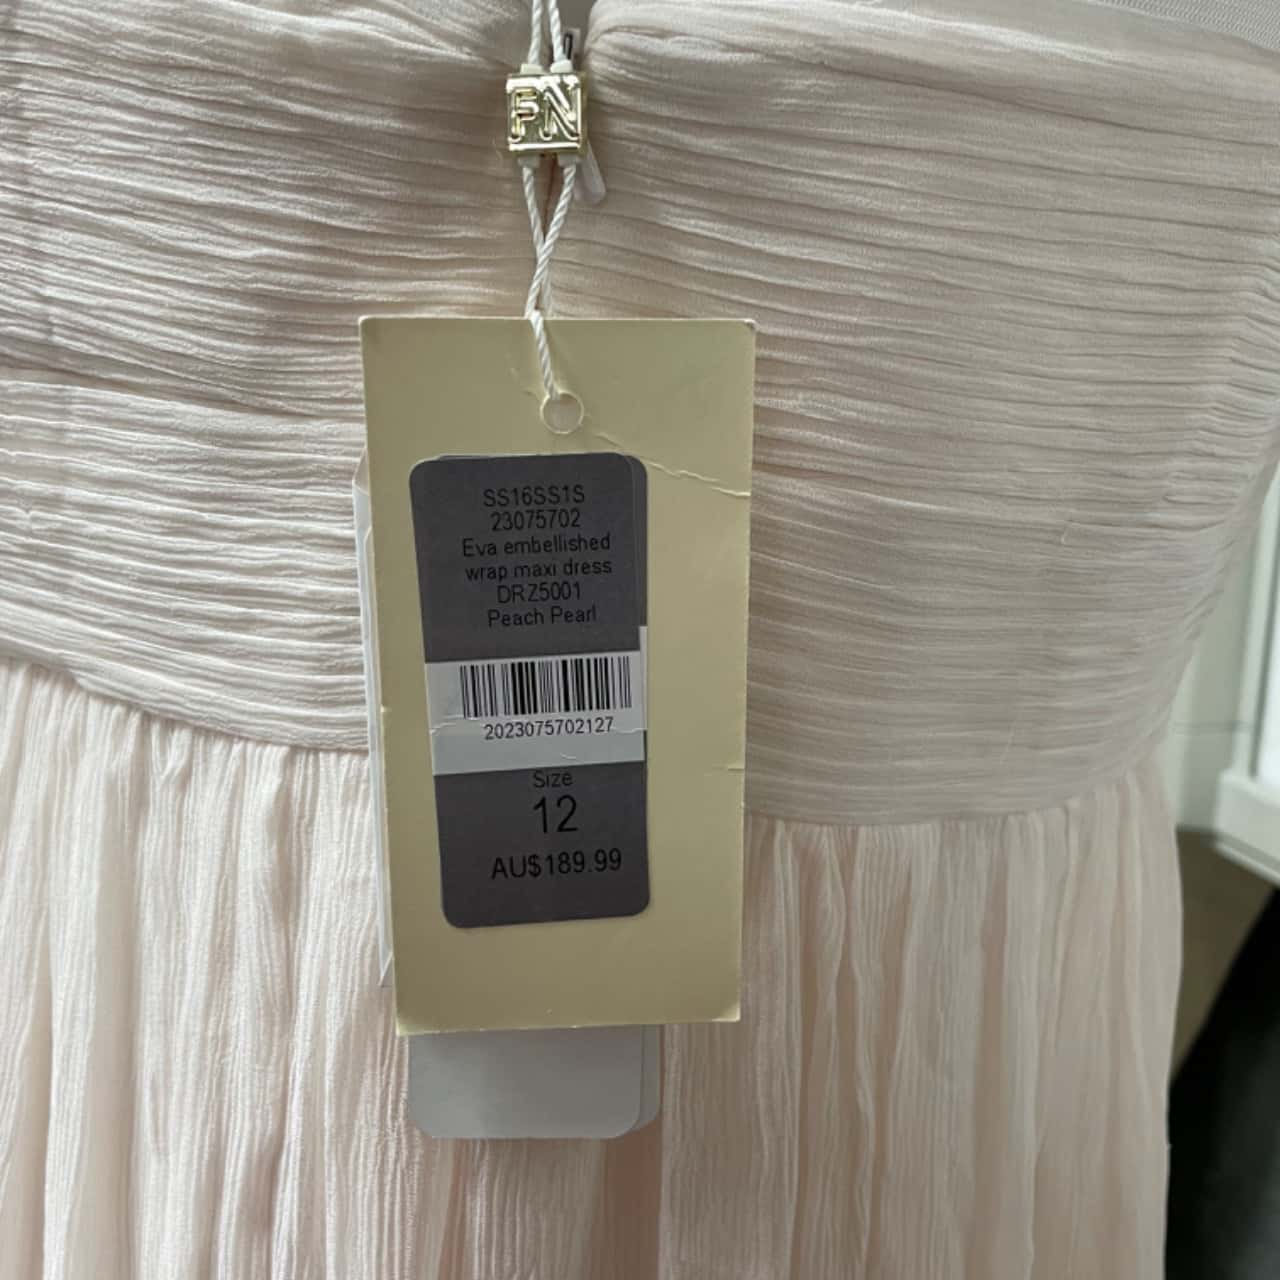 FN
SS16SS1S
23075702
Eva embellished
wrap maxi dress
DRZ5001
Peach Pearl
2023075702127
Size
12
AU$189.99